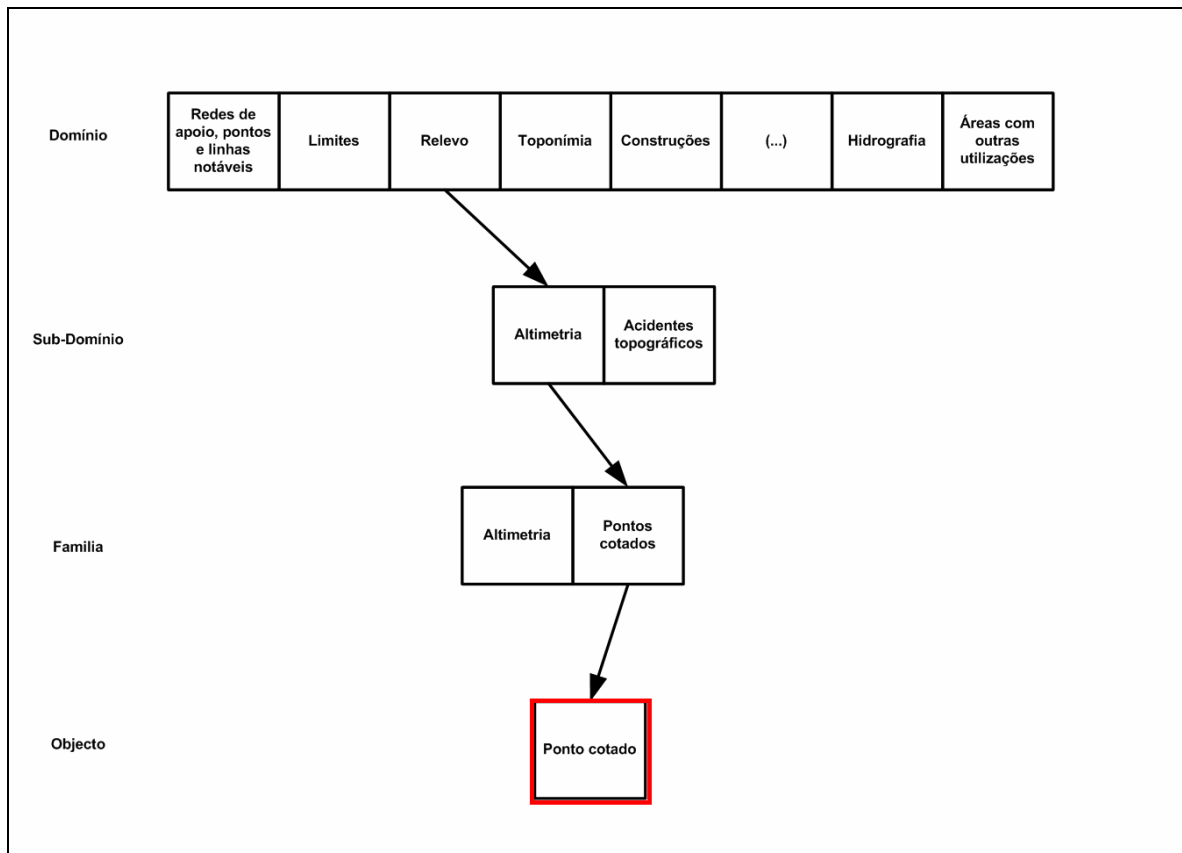 Domínio
Redes de
apoio, pontos
e linhas
notáveis
Limites
Relevo
Toponímia
Construções
(...)
Hidrografia
Áreas com
outras
utilizações
Sub-Domínio
Altimetria
Acidentes
topográficos
Familia
Altimetria
Pontos
cotados
Objecto
Ponto cotado